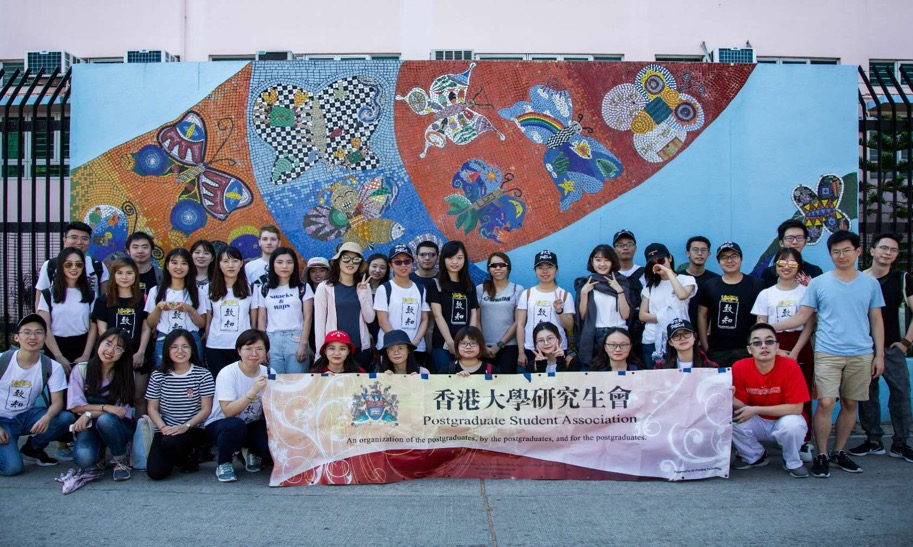 Snacks &
Naps
香港大學研究生會
Postgraduate Student Association
An organization of the postgraduates, by the postgraduates, and for the postgraduates.